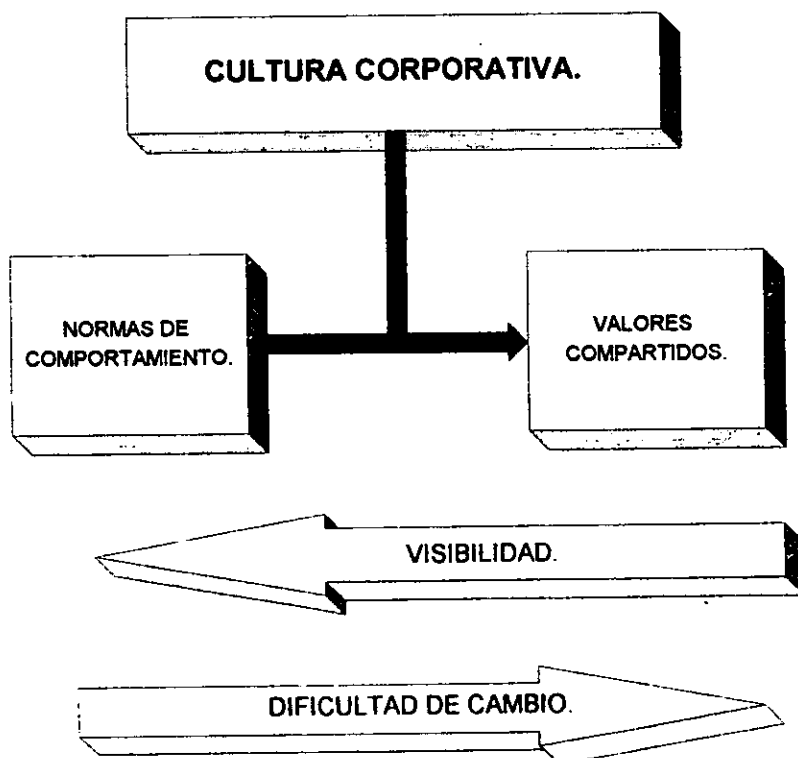 CULTURA CORPORATIVA.
NORMAS DE
COMPORTAMIENTO.
VALORES
COMPARTIDOS.
VISIBILIDAD.
DIFICULTAD DE CAMBIO.